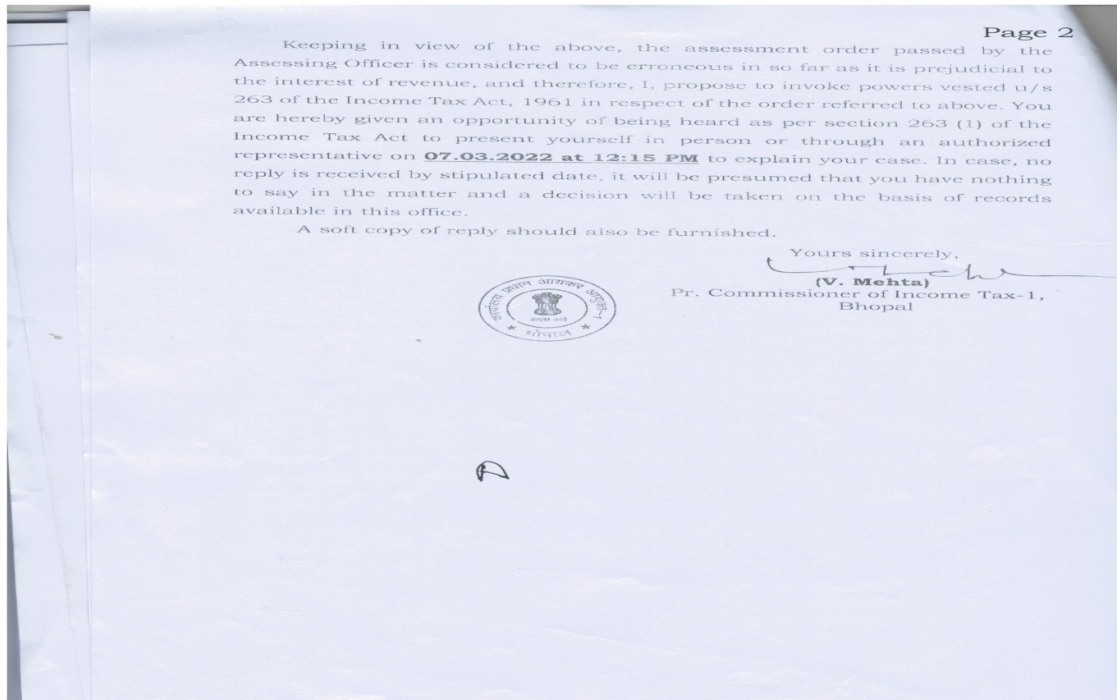 Page 2
Keeping in view of the above, the assessment order passed by the
Assessing Officer is considered to be erroneous in so far as it is prejudicial to
the interest of revenue, and therefore, I, propose to invoke powers vested u/s
263 of the Income Tax Act, 1961 in respect of the order referred to above. You
are hereby given an opportunity of being heard as per section 263 (1) of the
Income Tax Act to present yourself in person or through an authorized
representative on 07.03.2022 at 12:15 PM to explain your case. In case, no
reply is received by stipulated date, it will be presumed that you have nothing
to say in the matter and a decision will be taken on the basis of records
available in this office.
A soft copy of reply should also be furnished.
Yours sincerely,
(V. Mehta)
Pr. Commissioner of Income Tax-1,
Bhopal
कार्यालय प्रधान आयकर आयुक्त-1
भोपाल